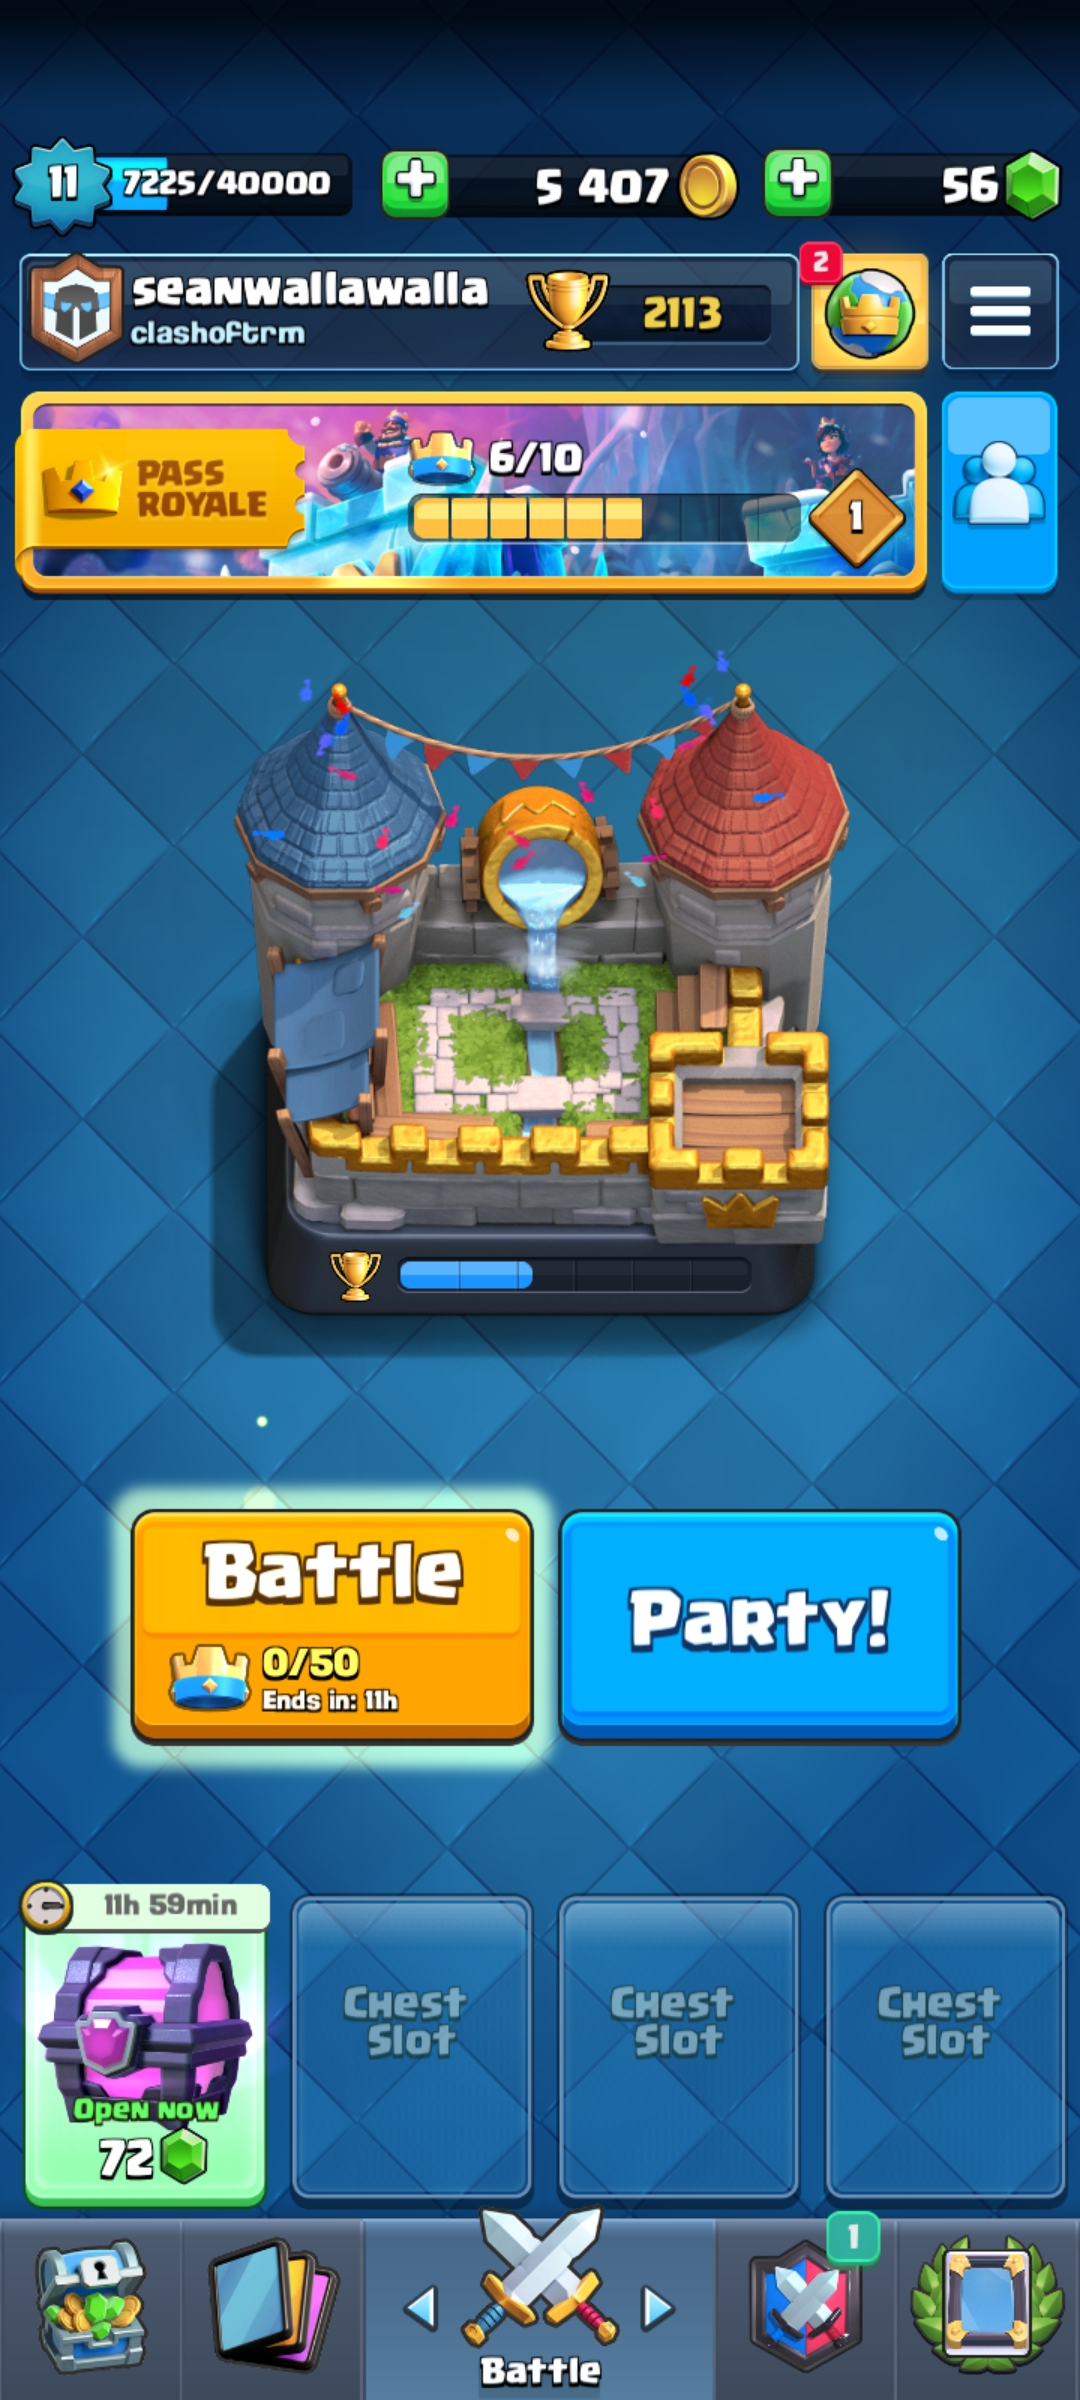 11
7225/40000
5 407
56
seanwallawalla
clashoftrm
2113
2
PASS
ROYALE
6/10
1
Battle
0/50
Ends in: 11h
Party!
11h 59min
Open now
72
Chest
Slot
Chest
Slot
Chest
Slot
1
Battle